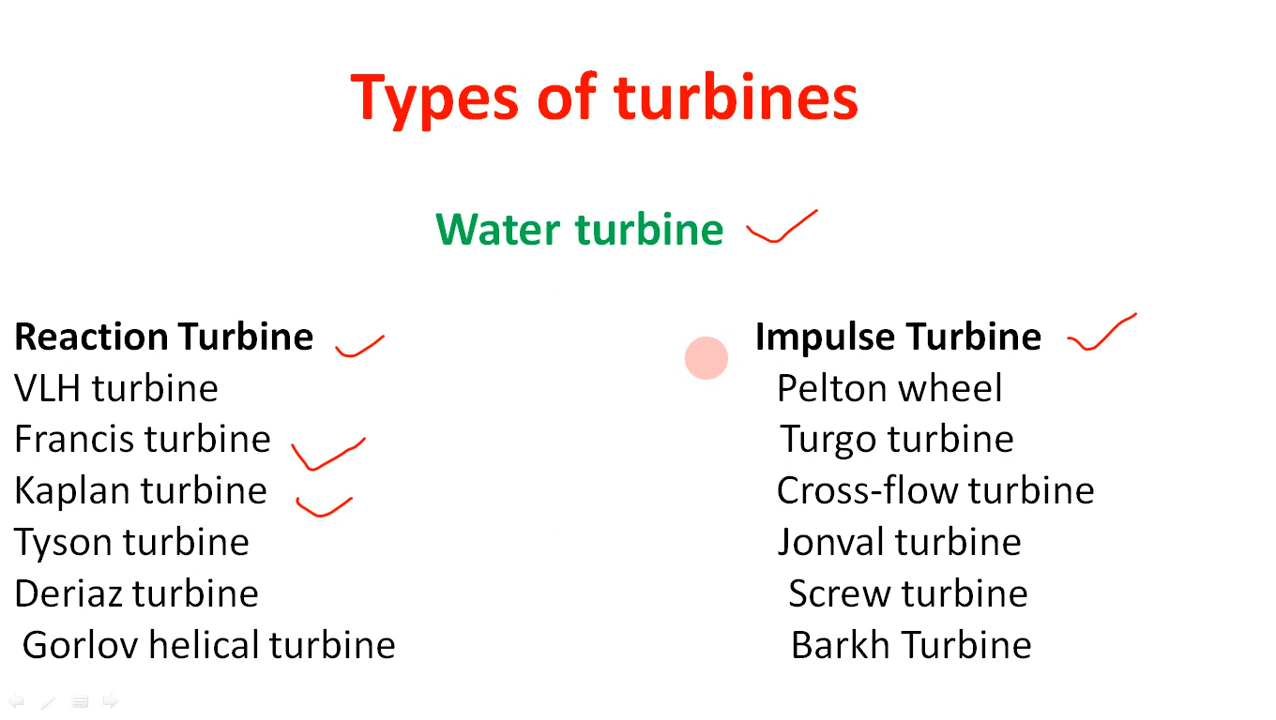 Types of turbines
Water turbine
Reaction Turbine
VLH turbine
Francis turbine
Kaplan turbine
Tyson turbine
Deriaz turbine
Gorlov helical turbine
Impulse Turbine
Pelton wheel
Turgo turbine
Cross-flow turbine
Jonval turbine
Screw turbine
Barkh Turbine